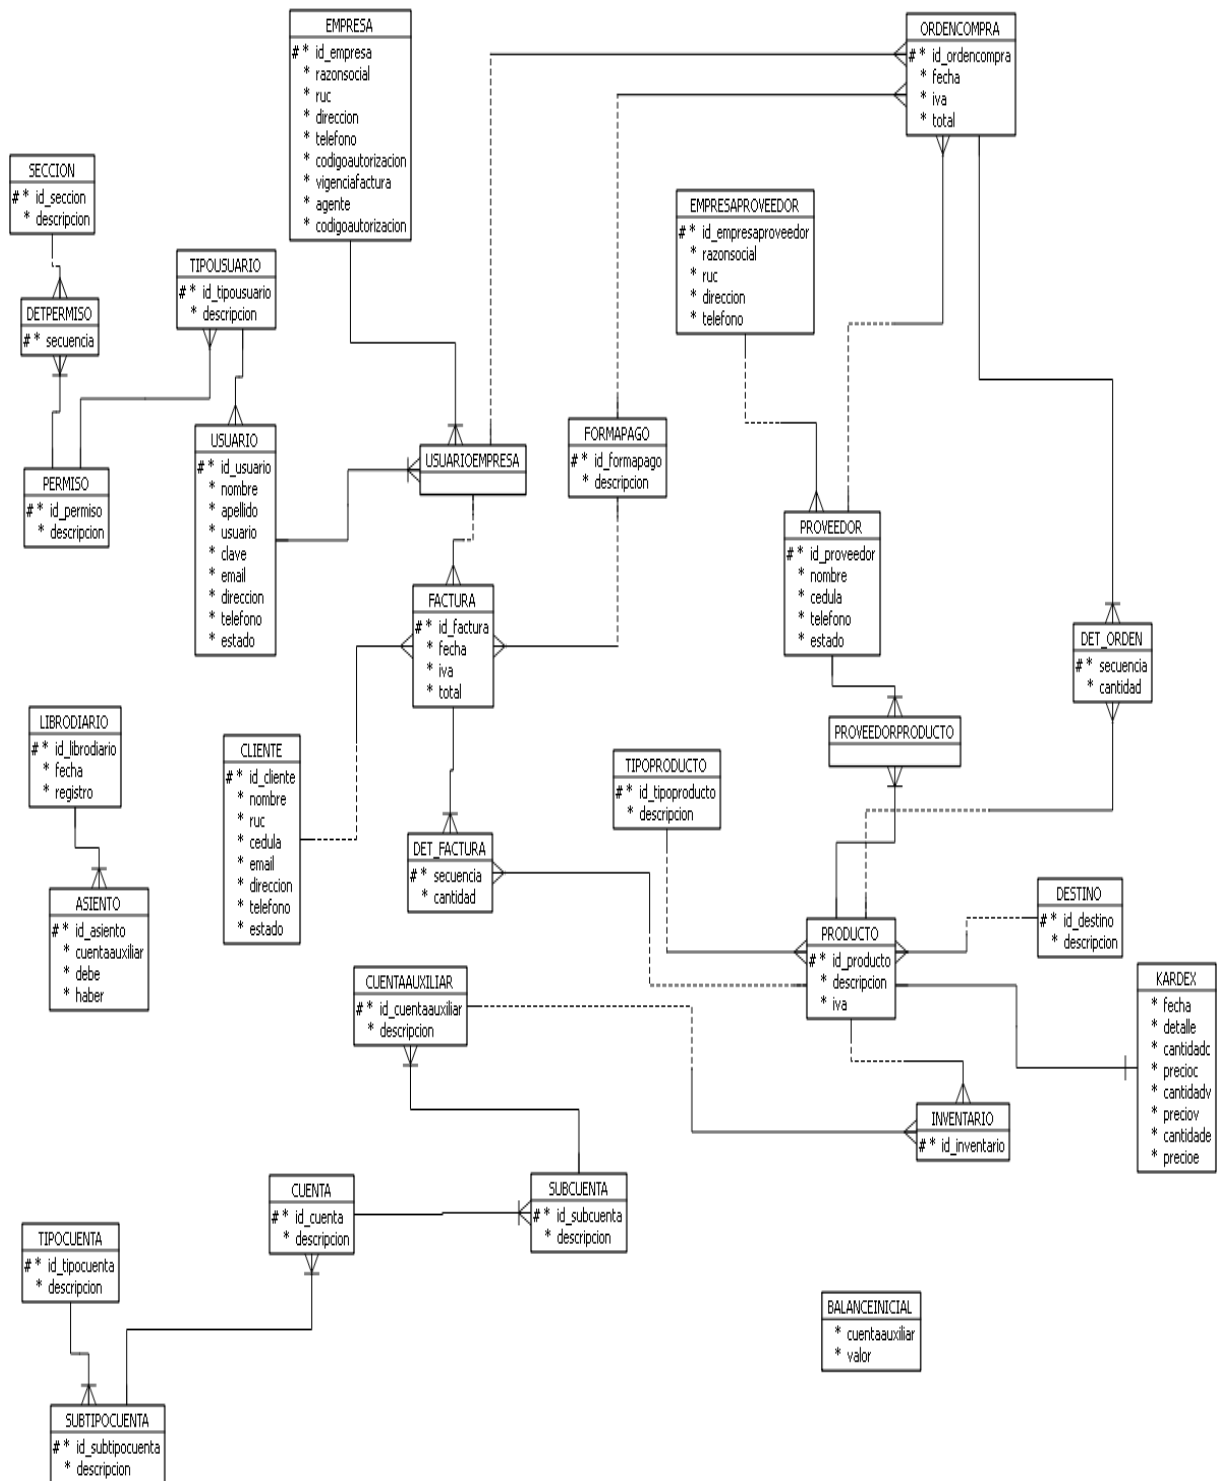 EMPRESA
# * id_empresa
* razonsocial
* ruc
* direccion
* telefono
* codigoautorizacion
* vigenciafactura
* agente
* codigoautorizacion
ORDENCOMPRA
# * id_ordencompra
* fecha
* iva
* total
SECCION
# * id_seccion
* descripcion
EMPRESAPROVEEDOR
# * id_empresaproveedor
* razonsocial
* ruc
* direccion
* telefono
TIPOUSUARIO
# * id_tipousuario
* descripcion
DETPERMISO
# * secuencia
USUARIO
# * id_usuario
* nombre
* apellido
* usuario
* clave
* email
* direccion
* telefono
* estado
USUARIOEMPRESA
FORMAPAGO
# * id_formapago
* descripcion
PERMISO
# * id_permiso
* descripcion
PROVEEDOR
# * id_proveedor
* nombre
* cedula
* telefono
* estado
FACTURA
# * id_factura
* fecha
* iva
* total
DET_ORDEN
# * secuencia
* cantidad
LIBRODIARIO
# * id_librodiario
* fecha
* registro
CLIENTE
# * id_cliente
* nombre
* ruc
* cedula
* email
* direccion
* telefono
* estado
PROVEEDORPRODUCTO
TIPOPRODUCTO
# * id_tipoproducto
* descripcion
DET_FACTURA
# * secuencia
* cantidad
ASIENTO
# * id_asiento
* cuentaauxiliar
* debe
* haber
DESTINO
# * id_destino
* descripcion
PRODUCTO
# * id_producto
* descripcion
* iva
CUENTAAUXILIAR
# * id_cuentaauxiliar
* descripcion
KARDEX
* fecha
* detalle
* cantidadc
* precioc
* cantidadv
* preciov
* cantidade
* precioe
INVENTARIO
# * id_inventario
CUENTA
# * id_cuenta
* descripcion
SUBCUENTA
# * id_subcuenta
* descripcion
TIPOCUENTA
# * id_tipocuenta
* descripcion
BALANCEINICIAL
* cuentaauxiliar
* valor
SUBTIPOCUENTA
# * id_subtipocuenta
* descripcion